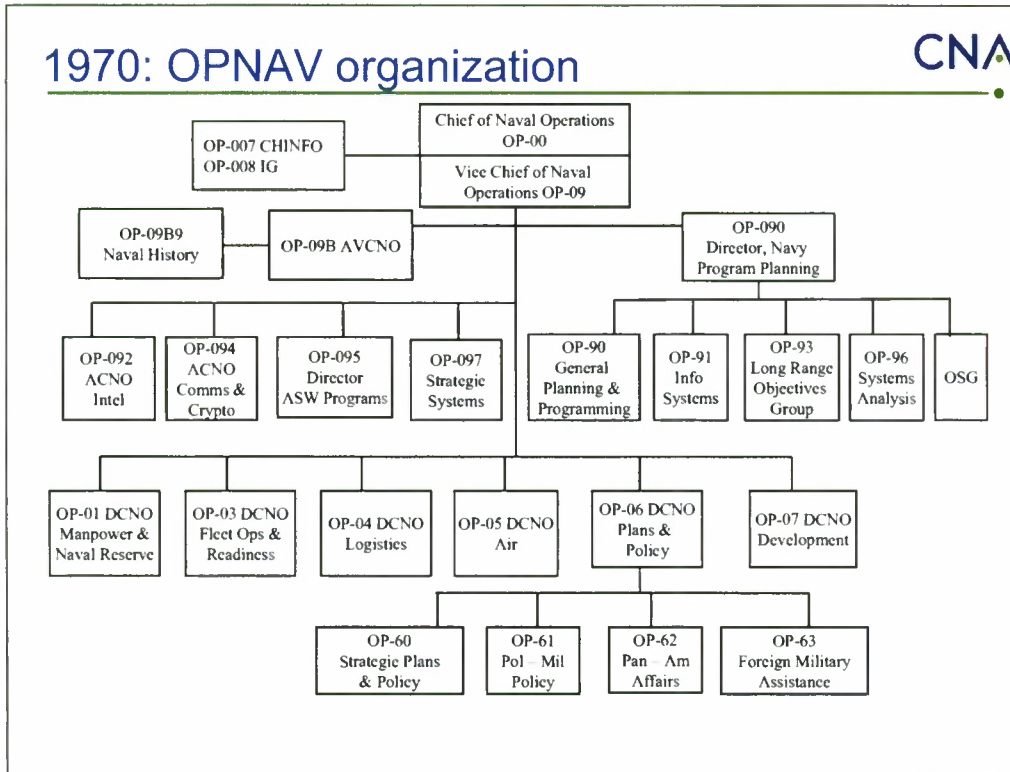 1970: OPNAV organization
CNA
Chief of Naval Operations
OP-00
Vice Chief of Naval
Operations OP-09
OP-007 CHINFO
OP-008 IG
OP-09B9
Naval History
OP-09B AVCNO
OP-090
Director, Navy
Program Planning
OP-092
ACNO
Intel
OP-094
ACNO
Comms &
Crypto
OP-095
Director
ASW Programs
OP-097
Strategic
Systems
OP-90
General
Planning &
Programming
OP-91
Info
Systems
OP-93
Long Range
Objectives
Group
OP-96
Systems
Analysis
OSG
OP-01 DCNO
Manpower &
Naval Reserve
OP-03 DCNO
Fleet Ops &
Readiness
OP-04 DCNO
Logistics
OP-05 DCNO
Air
OP-06 DCNO
Plans &
Policy
OP-07 DCNO
Development
OP-60
Strategic Plans
& Policy
OP-61
Pol – Mil
Policy
OP-62
Pan – Am
Affairs
OP-63
Foreign Military
Assistance